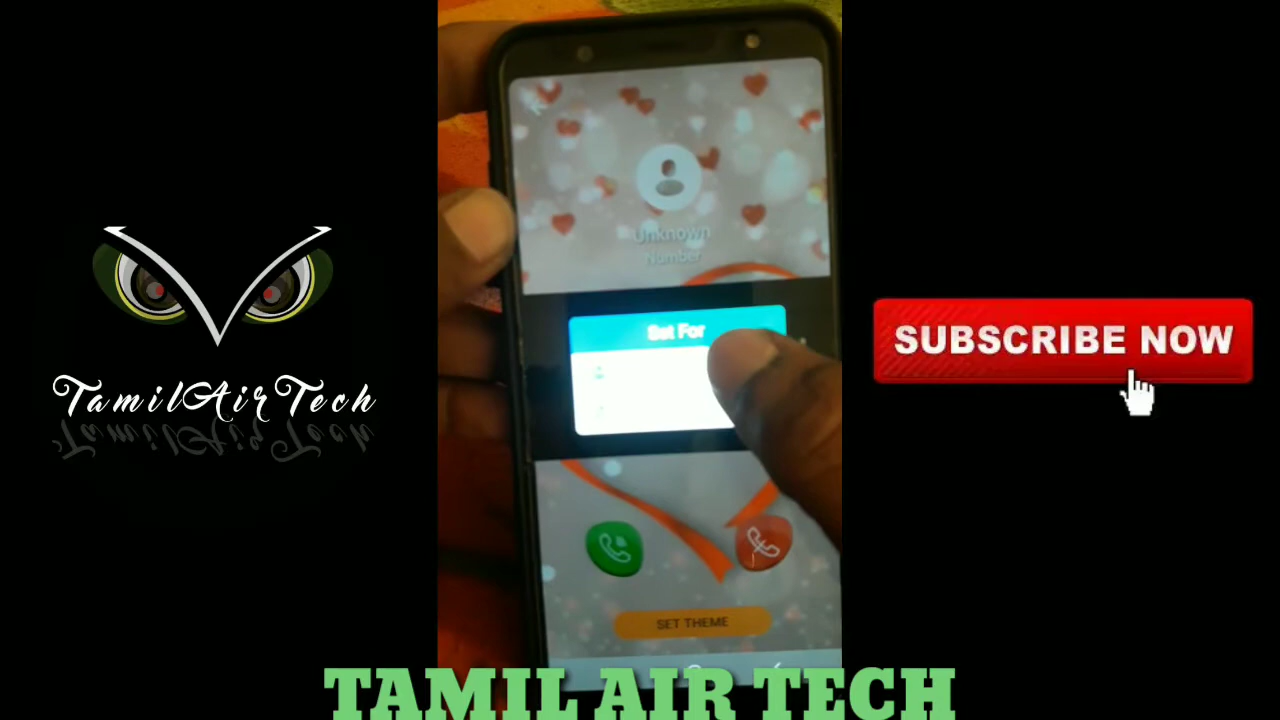 TamilAirTech
Unknown
Number
Set For
SET THEME
SUBSCRIBE NOW
TAMIL AIR TECH